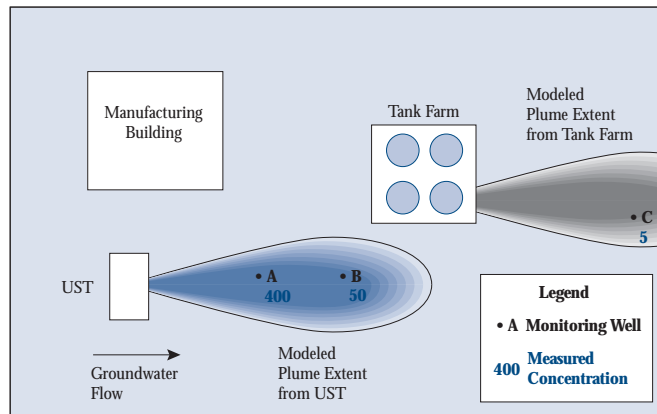 Manufacturing
Building
Tank Farm
Modeled
Plume Extent
from Tank Farm
C
5
UST
A
400
B
50
Groundwater
Flow
Modeled
Plume Extent
from UST
Legend
• A Monitoring Well
400 Measured
Concentration